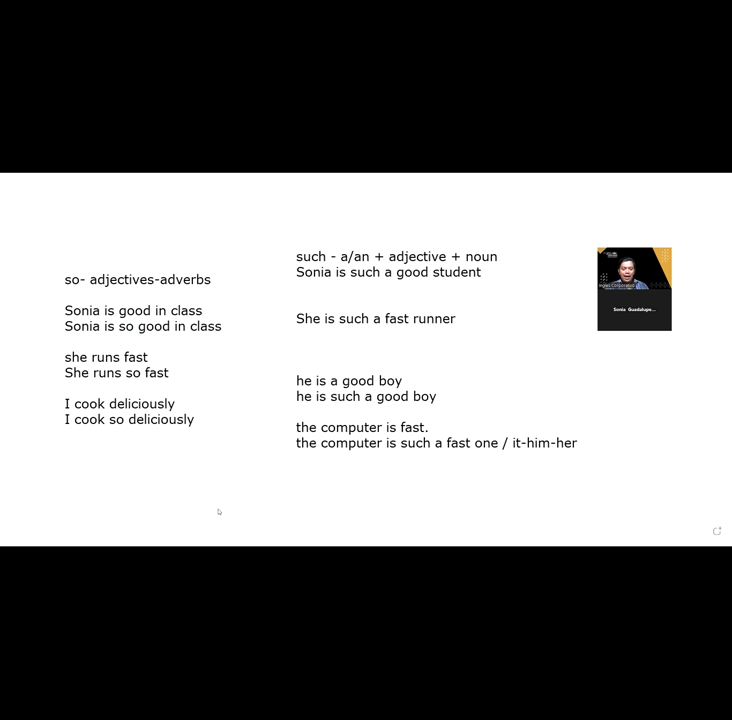 so- adjectives-adverbs
Sonia is good in class
Sonia is so good in class
she runs fast
She runs so fast
I cook deliciously
I cook so deliciously
such - a/an + adjective + noun
Sonia is such a good student
She is such a fast runner
he is a good boy
he is such a good boy
the computer is fast.
the computer is such a fast one / it-him-her
Sonia Guadalupe...